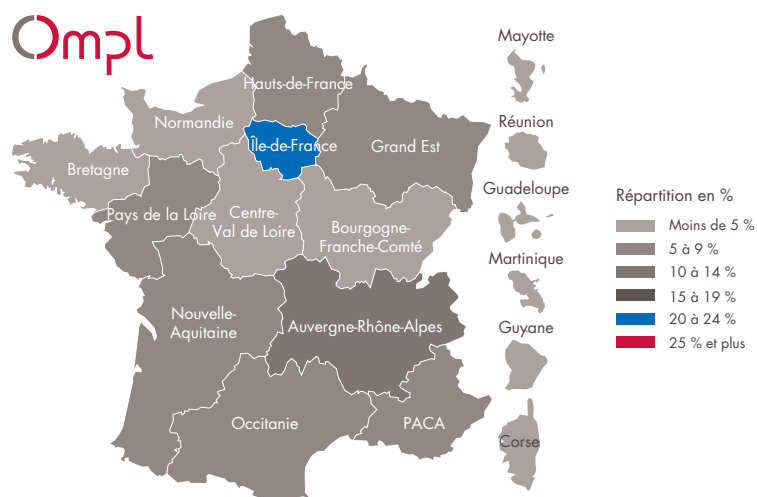 Ompl
Hauts-de-France
Normandie
Île-de-France
Grand Est
Bretagne
Pays de la Loire
Centre-
Val de Loire
Bourgogne-
Franche-Comté
Nouvelle-
Aquitaine
Auvergne-Rhône-Alpes
Occitanie
PACA
Mayotte
Réunion
Guadeloupe
Martinique
Guyane
Corse
Répartition en %
Moins de 5 %
5 à 9 %
10 à 14 %
15 à 19 %
20 à 24 %
25 % et plus